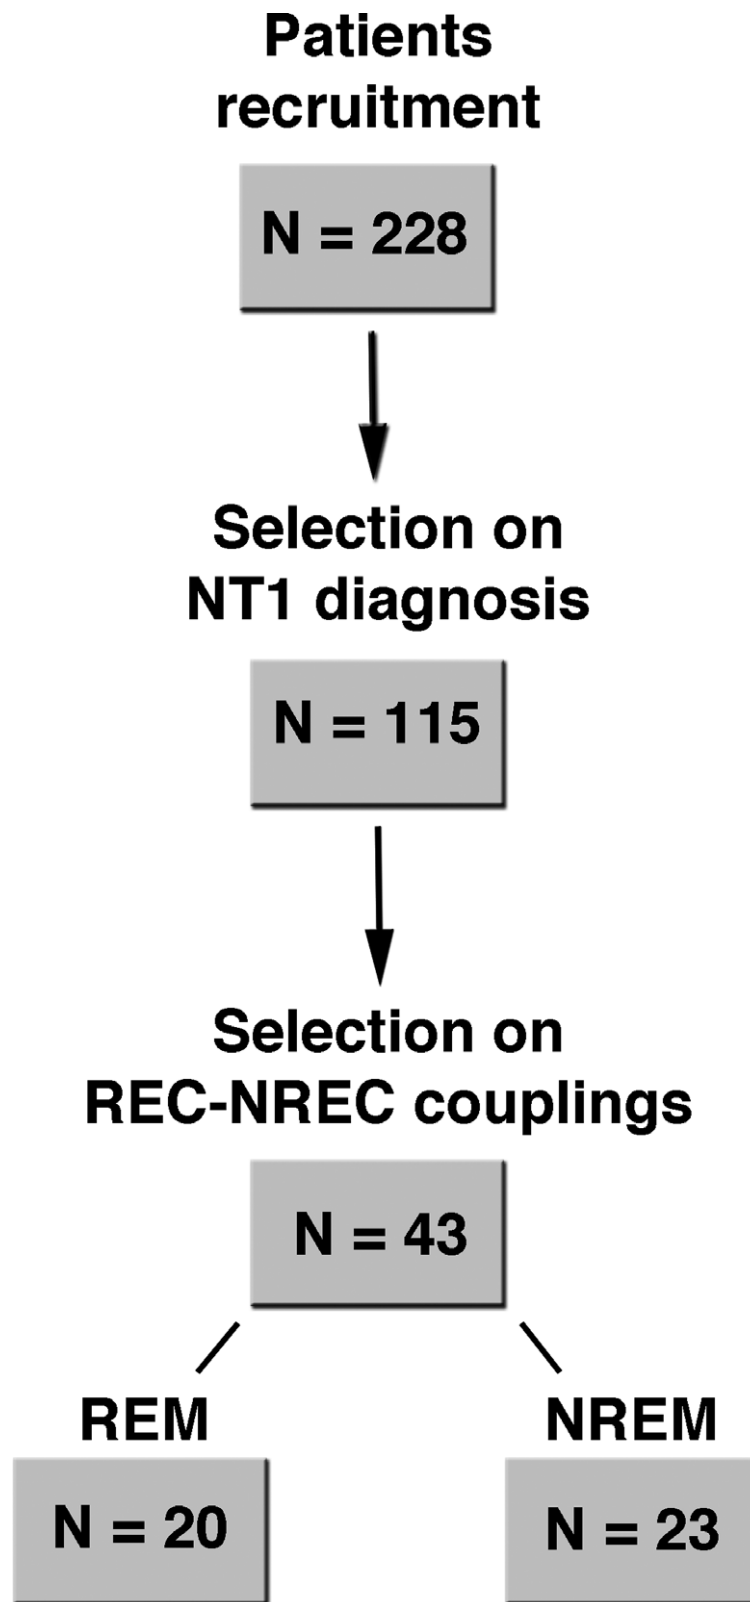 Patients
recruitment
N = 228
Selection on
NT1 diagnosis
N = 115
Selection on
REC-NREC couplings
N = 43
REM
NREM
N = 20
N = 23